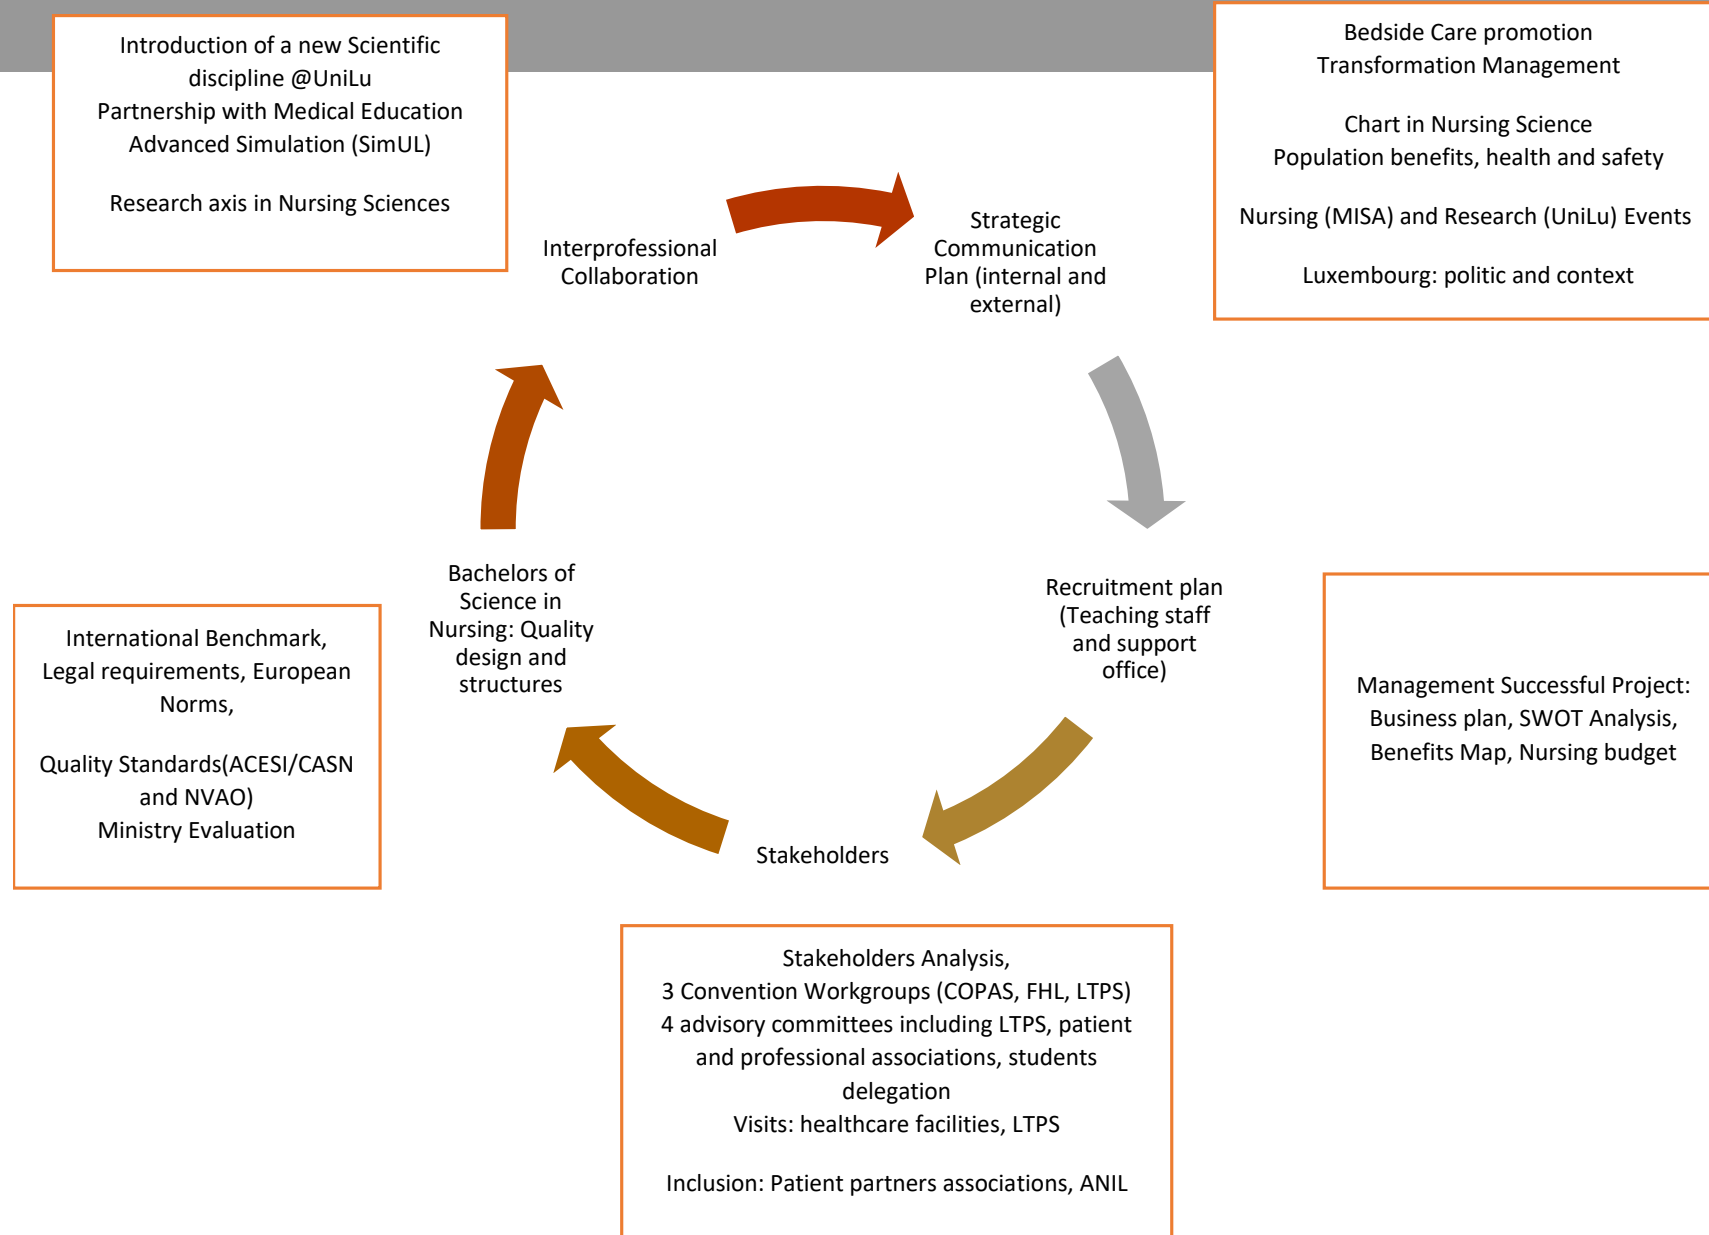 Introduction of a new Scientific
discipline @UniLu
Partnership with Medical Education
Advanced Simulation (SimUL)
Research axis in Nursing Sciences
Bedside Care promotion
Transformation Management
Chart in Nursing Science
Population benefits, health and safety
Nursing (MISA) and Research (UniLu) Events
Luxembourg: politic and context
Interprofessional
Collaboration
Strategic
Communication
Plan (internal and
external)
Recruitment plan
(Teaching staff
and support
office)
Management Successful Project:
Business plan, SWOT Analysis,
Benefits Map, Nursing budget
Bachelors of
Science in
Nursing: Quality
design and
structures
International Benchmark,
Legal requirements, European
Norms,
Quality Standards(ACESI/CASN
and NVAO)
Ministry Evaluation
Stakeholders
Stakeholders Analysis,
3 Convention Workgroups (COPAS, FHL, LTPS)
4 advisory committees including LTPS, patient
and professional associations, students
delegation
Visits: healthcare facilities, LTPS
Inclusion: Patient partners associations, ANIL